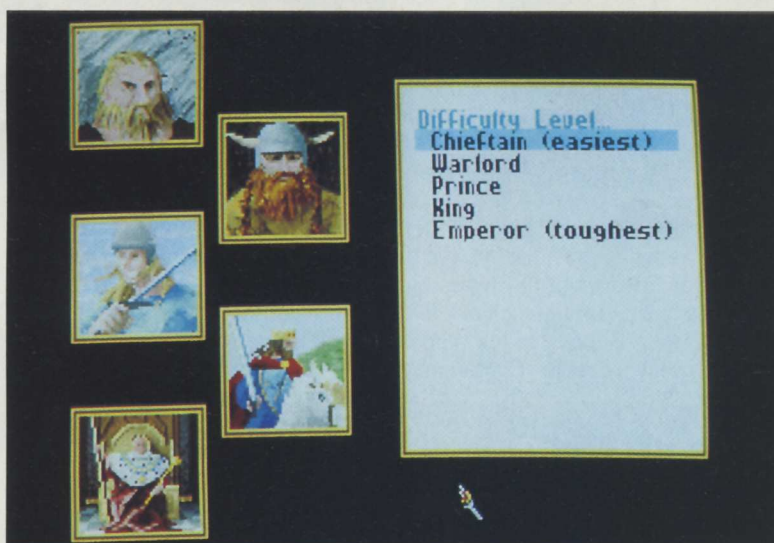 Difficulty Level...
Chieftain (easiest)
Warlord
Prince
King
Emperor (toughest)